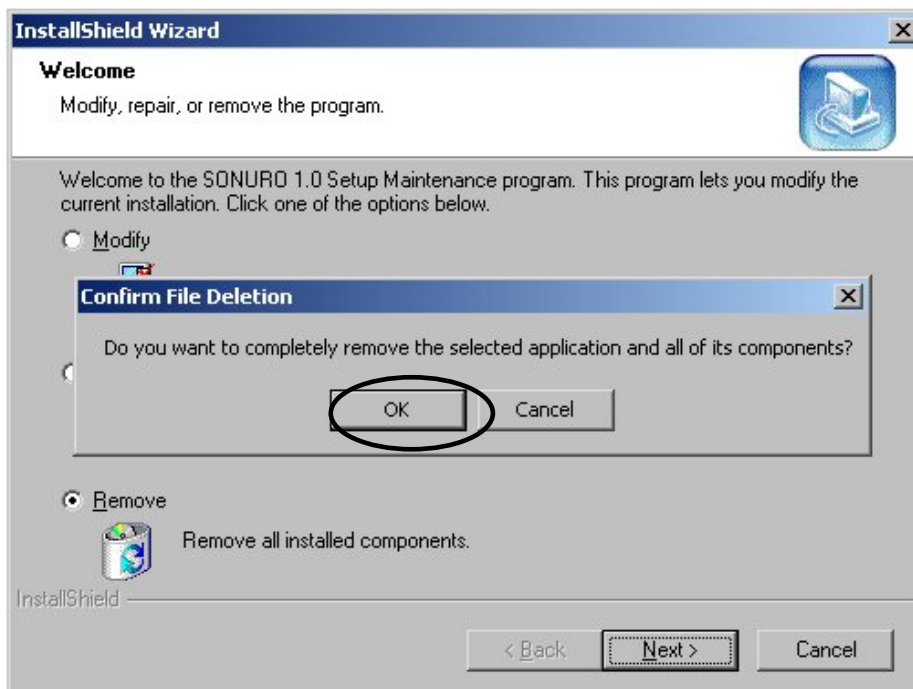 InstallShield Wizard
Welcome
Modify, repair, or remove the program.
Welcome to the SONURO 1.0 Setup Maintenance program. This program lets you modify the
current installation. Click one of the options below.
Modify
Confirm File Deletion
Do you want to completely remove the selected application and all of its components?
OK Cancel
Remove
Remove all installed components.
InstallShield
< Back Next > Cancel